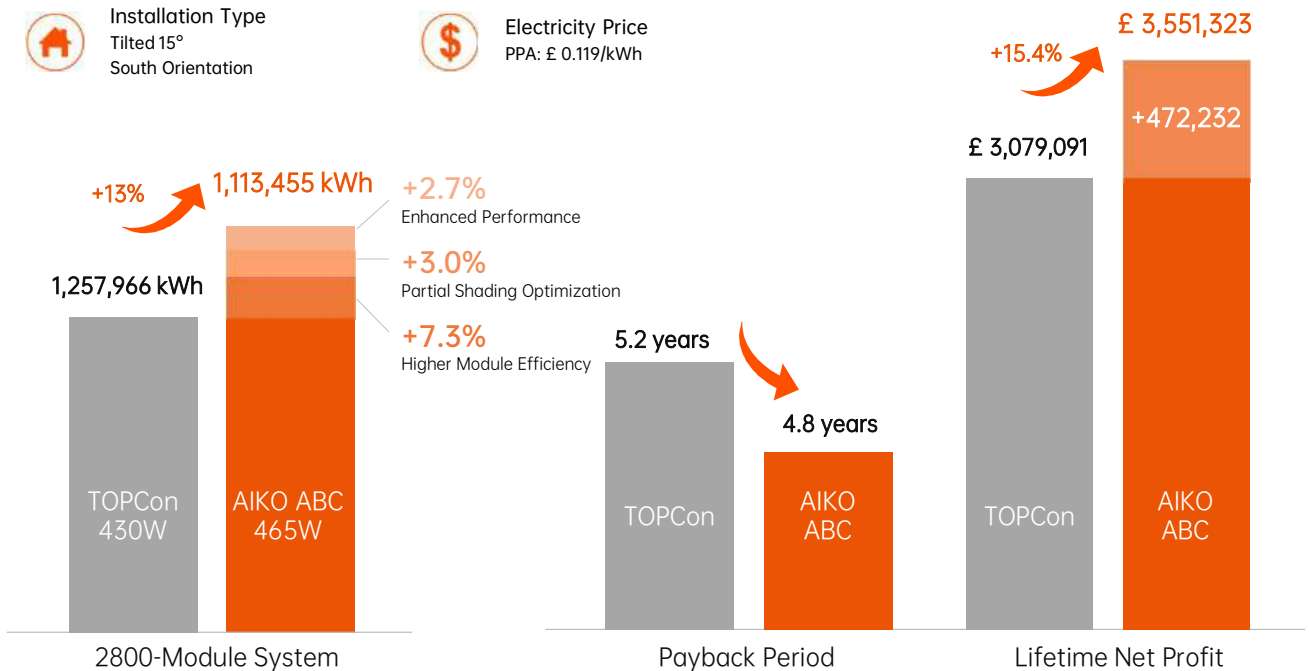 Installation Type
Tilted 15°
South Orientation
Electricity Price
PPA: £ 0.119/kWh
+13%
1,113,455 kWh
1,257,966 kWh
+2.7%
Enhanced Performance
+3.0%
Partial Shading Optimization
+7.3%
Higher Module Efficiency
TOPCon
430W
AIKO ABC
465W
2800-Module System
5.2 years
4.8 years
TOPCon
AIKO
ABC
Payback Period
+15.4%
£ 3,551,323
+472,232
£ 3,079,091
TOPCon
AIKO
ABC
Lifetime Net Profit